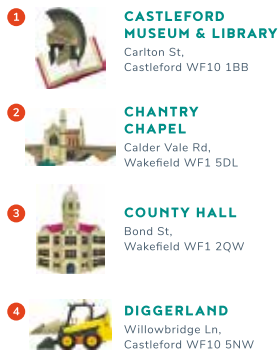 1
CASTLEFORD
MUSEUM & LIBRARY
Carlton St,
Castleford WF10 1BB
2
CHANTRY
CHAPEL
Calder Vale Rd,
Wakefield WF1 5DL
3
COUNTY HALL
Bond St,
Wakefield WF1 2QW
4
DIGGERLAND
Willowbridge Ln,
Castleford WF10 5NW